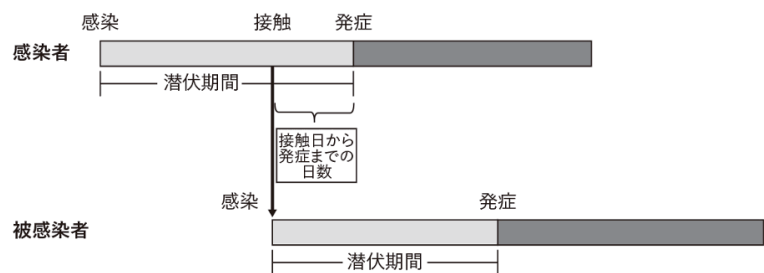 感染 接触 発症
感染者
潜伏期間
接触日から
発症までの
日数
感染 発症
被感染者
潜伏期間